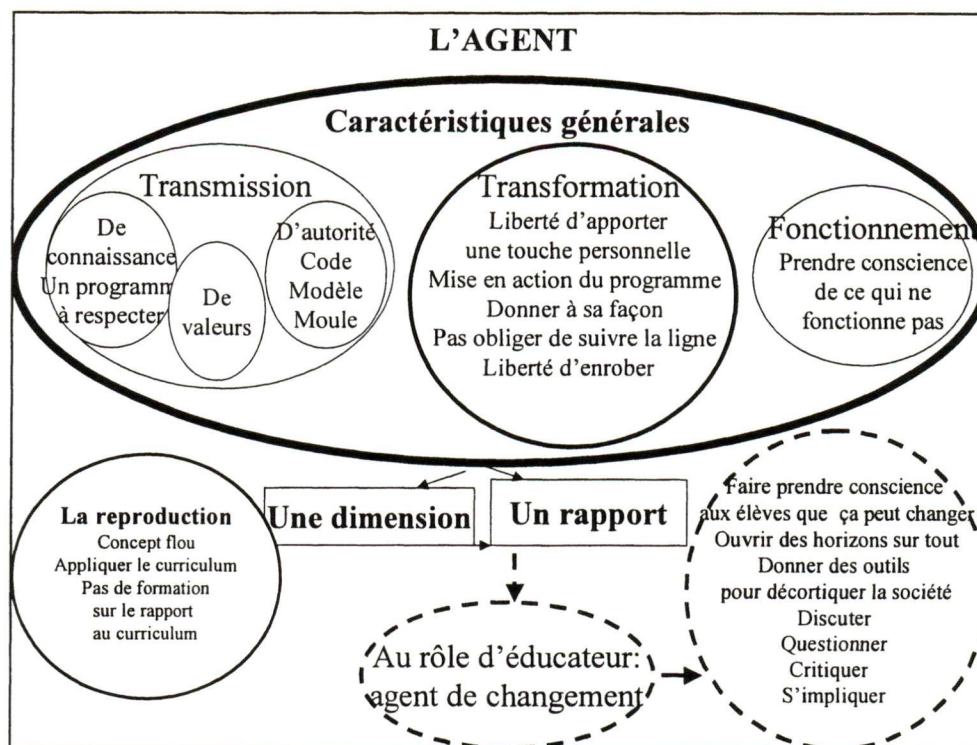 L'AGENT
Caractéristiques générales
Transmission
De
connaissance
Un programm
à respecter
De
valeurs
D'autorité
Code
Modèle
Moule
Transformation
Liberté d'apporter
une touche personnelle
Mise en action du programme
Donner à sa façon
Pas obliger de suivre la ligne
Liberté d'enrober
Fonctionnement
Prendre conscience
de ce qui ne
fonctionne pas
La reproduction
Concept flou
Appliquer le curriculum
Pas de formation
sur le rapport
au curriculum
Une dimension
Un rapport
Au rôle d'éducateur:
agent de changement
Faire prendre conscience
aux élèves que ça peut changer
Ouvrir des horizons sur tout
Donner des outils
pour décortiquer la société
Discuter
Questionner
Critiquer
S'impliquer